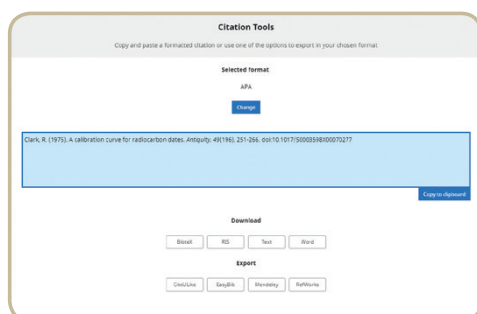 Citation Tools
Copy and paste a formatted citation or use one of the options to export in your chosen format.
Selected format
APA
Change
Clark, R. (1975). A calibration curve for radiocarbon dates. Antiquity, 49(196), 251-266. doi:10.1017/S0003598X00070277
Copy to clipboard
Download
BibteX RIS Text Word
Export
CiteULike EasyBib Mendeley RefWorks